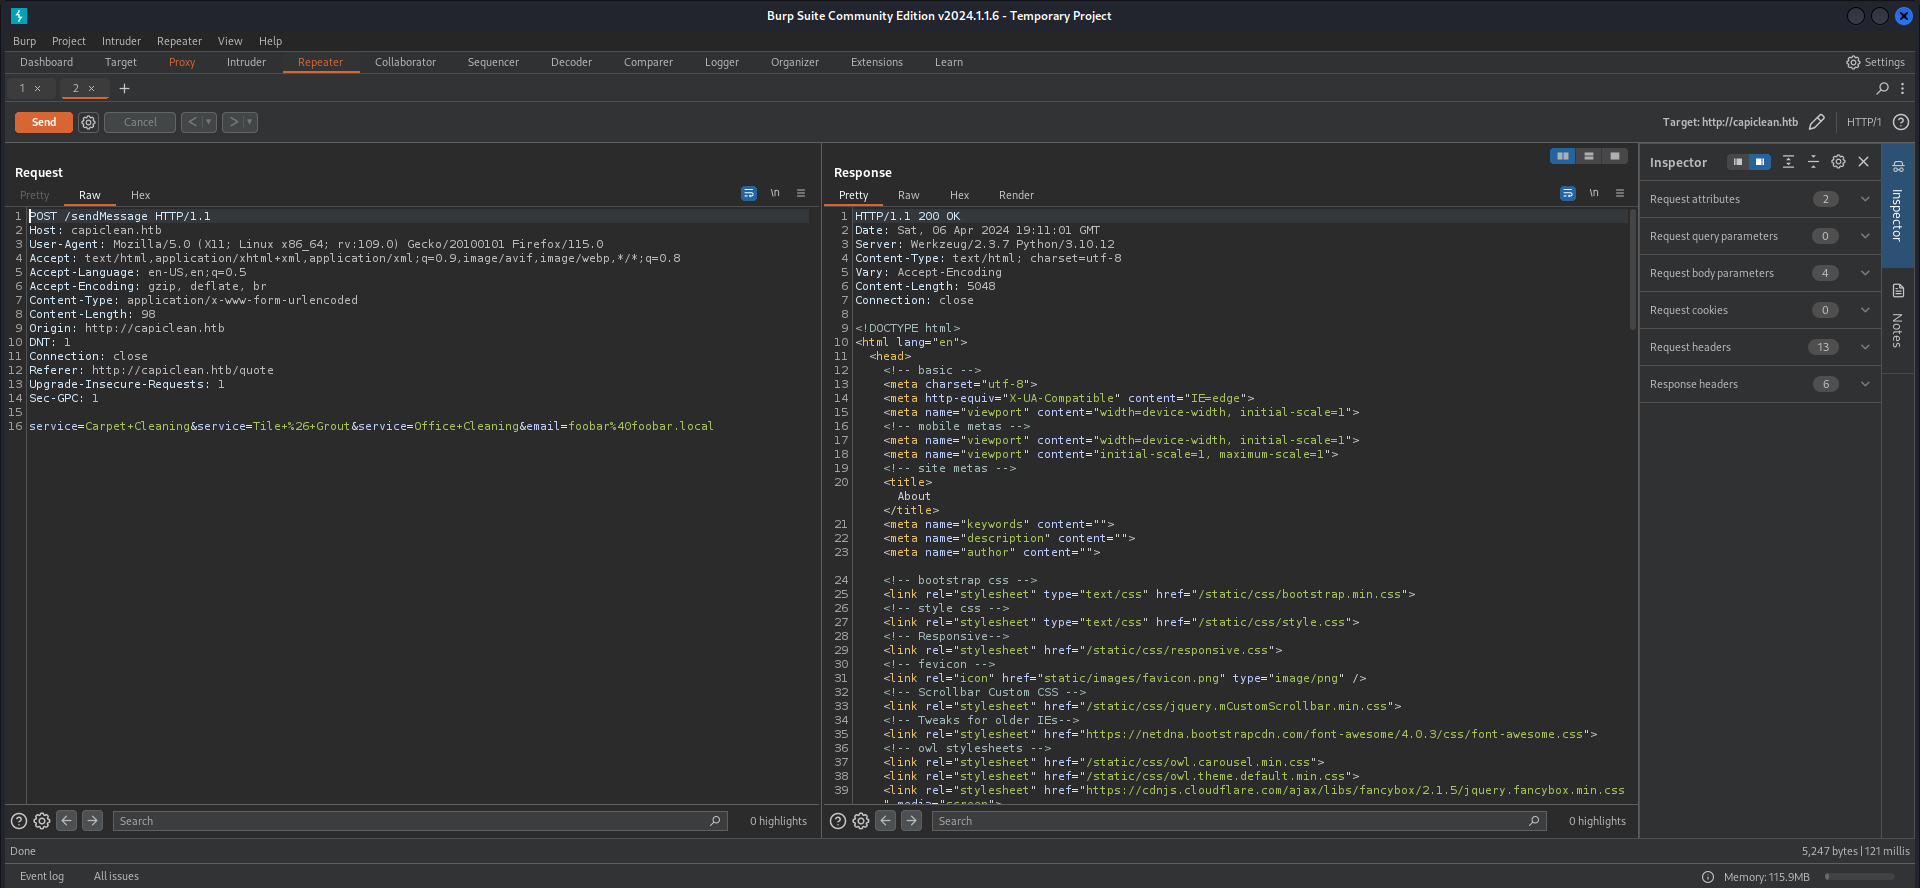 Burp Suite Community Edition v2024.1.1.6 - Temporary Project
Burp Project Intruder Repeater View Help
Dashboard Target Proxy Intruder Repeater Collaborator Sequencer Decoder Comparer Logger Organizer Extensions Learn Settings
1 × 2 × +
Send Cancel < > Target: http://capiclean.htb HTTP/1
Request
Pretty Raw Hex \n
1 POST /sendMessage HTTP/1.1
2 Host: capiclean.htb
3 User-Agent: Mozilla/5.0 (X11; Linux x86_64; rv:109.0) Gecko/20100101 Firefox/115.0
4 Accept: text/html,application/xhtml+xml,application/xml;q=0.9,image/avif,image/webp,*/*;q=0.8
5 Accept-Language: en-US,en;q=0.5
6 Accept-Encoding: gzip, deflate, br
7 Content-Type: application/x-www-form-urlencoded
8 Content-Length: 98
9 Origin: http://capiclean.htb
10 DNT: 1
11 Connection: close
12 Referer: http://capiclean.htb/quote
13 Upgrade-Insecure-Requests: 1
14 Sec-GPC: 1
15
16 service=Carpet+Cleaning&service=Tile+%26+Grout&service=Office+Cleaning&email=foobar%40foobar.local
Search 0 highlights
Response
Pretty Raw Hex Render \n
1 HTTP/1.1 200 OK
2 Date: Sat, 06 Apr 2024 19:11:01 GMT
3 Server: Werkzeug/2.3.7 Python/3.10.12
4 Content-Type: text/html; charset=utf-8
5 Vary: Accept-Encoding
6 Content-Length: 5048
7 Connection: close
8
9 <!DOCTYPE html>
10 <html lang="en">
11 <head>
12 <!-- basic -->
13 <meta charset="utf-8">
14 <meta http-equiv="X-UA-Compatible" content="IE=edge">
15 <meta name="viewport" content="width=device-width, initial-scale=1">
16 <!-- mobile metas -->
17 <meta name="viewport" content="width=device-width, initial-scale=1">
18 <meta name="viewport" content="initial-scale=1, maximum-scale=1">
19 <!-- site metas -->
20 <title>
About
</title>
21 <meta name="keywords" content="">
22 <meta name="description" content="">
23 <meta name="author" content="">
24 <!-- bootstrap css -->
25 <link rel="stylesheet" type="text/css" href="/static/css/bootstrap.min.css">
26 <!-- style css -->
27 <link rel="stylesheet" type="text/css" href="/static/css/style.css">
28 <!-- Responsive-->
29 <link rel="stylesheet" href="/static/css/responsive.css">
30 <!-- fevicon -->
31 <link rel="icon" href="static/images/favicon.png" type="image/png" />
32 <!-- Scrollbar Custom CSS -->
33 <link rel="stylesheet" href="/static/css/jquery.mCustomScrollbar.min.css">
34 <!-- Tweaks for older IEs-->
35 <link rel="stylesheet" href="https://netdna.bootstrapcdn.com/font-awesome/4.0.3/css/font-awesome.css">
36 <!-- owl stylesheets -->
37 <link rel="stylesheet" href="/static/css/owl.carousel.min.css">
38 <link rel="stylesheet" href="/static/css/owl.theme.default.min.css">
39 <link rel="stylesheet" href="https://cdnjs.cloudflare.com/ajax/libs/fancybox/2.1.5/jquery.fancybox.min.css
" media="screen">
Search 0 highlights
Inspector
Request attributes 2
Request query parameters 0
Request body parameters 4
Request cookies 0
Request headers 13
Response headers 6
Inspector
Notes
Done 5,247 bytes | 121 millis
Event log All issues Memory: 115.9MB